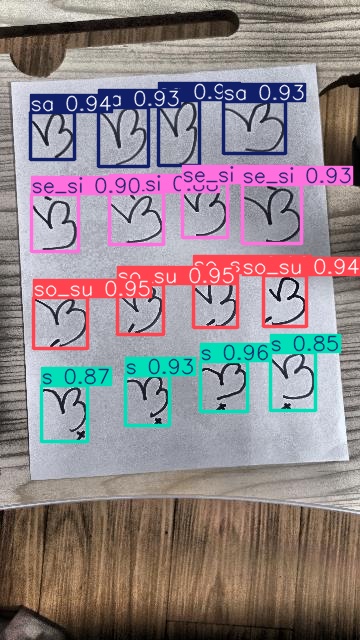 sa 0.94 0.93 sa 0.93
ᜐ ᜐ ᜐ ᜐ
se_si 0.90 se_si se_si 0.93
ᜐᜒ ᜐᜒ ᜐᜒ ᜐᜒ
so_su 0.95 so_su 0.95 so_su 0.94
ᜐᜓ ᜐᜓ ᜐᜓ ᜐᜓ
s 0.87 s 0.93 s 0.96 s 0.85
ᜐ᜔ ᜐ᜔ ᜐ᜔ ᜐ᜔